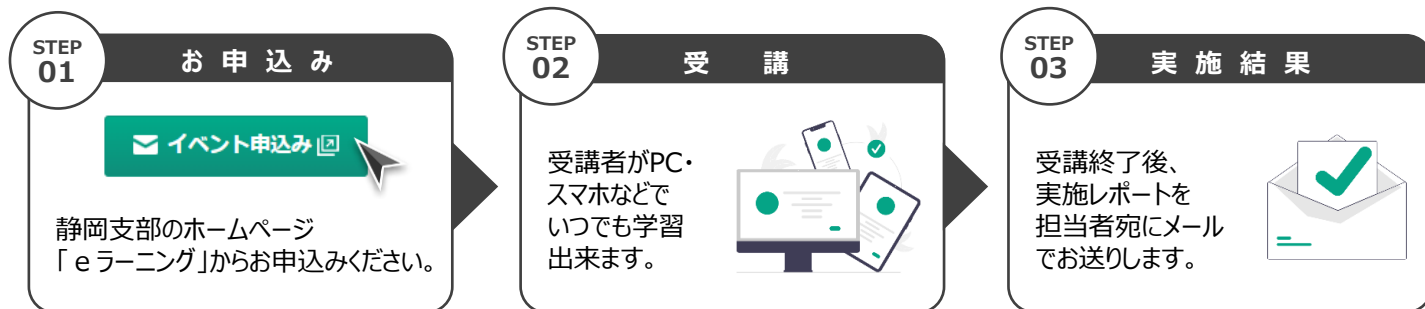 STEP
01
お申込み
イベント申込み
静岡支部のホームページ
「eラーニング」からお申込みください。
STEP
02
受講
受講者がPC・
スマホなどで
いつでも学習
出来ます。
STEP
03
実施結果
受講終了後、
実施レポートを
担当者宛にメール
でお送りします。